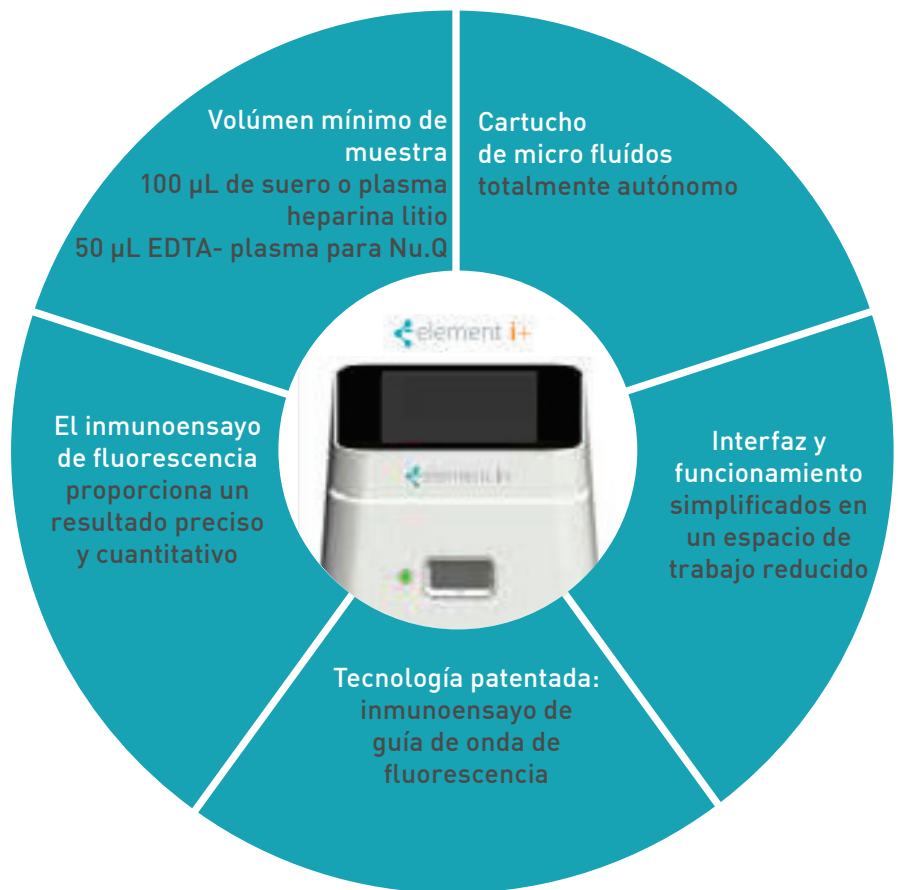 Volúmen mínimo de
muestra
100 µL de suero o plasma
heparina litio
50 µL EDTA- plasma para Nu.Q
Cartucho
de micro fluídos
totalmente autónomo
element i+
element i+
El inmunoensayo
de fluorescencia
proporciona un
resultado preciso
y cuantitativo
Interfaz y
funcionamiento
simplificados en
un espacio de
trabajo reducido
Tecnología patentada:
inmunoensayo de
guía de onda de
fluorescencia